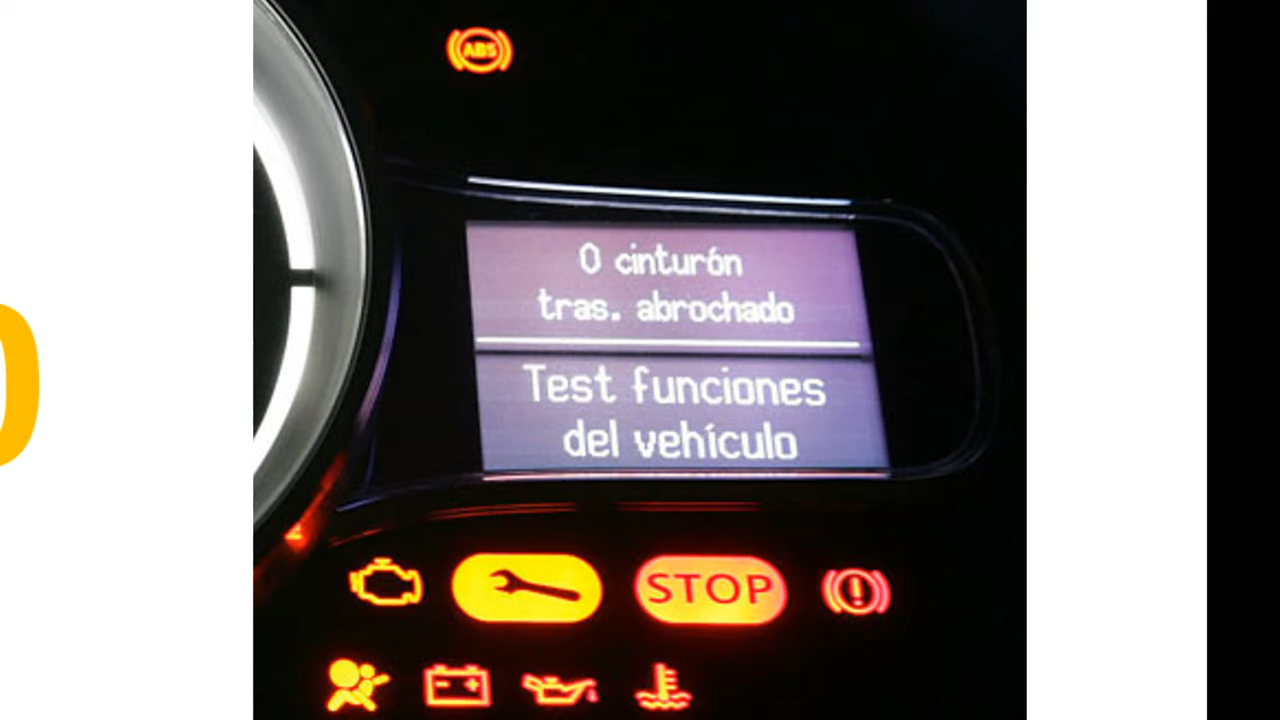 ABS
0 cinturón
tras. abrochado
Test funciones
del vehículo
STOP